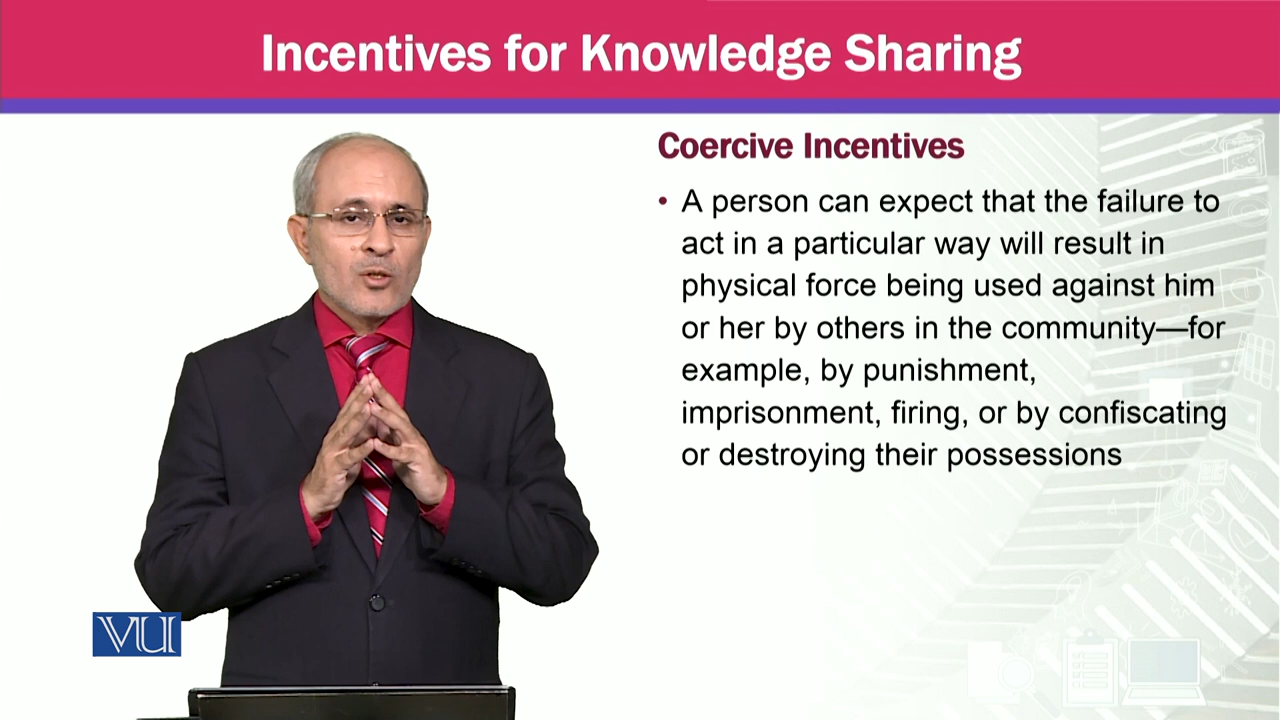 Incentives for Knowledge Sharing
Coercive Incentives
• A person can expect that the failure to
act in a particular way will result in
physical force being used against him
or her by others in the community—for
example, by punishment,
imprisonment, firing, or by confiscating
or destroying their possessions
VU